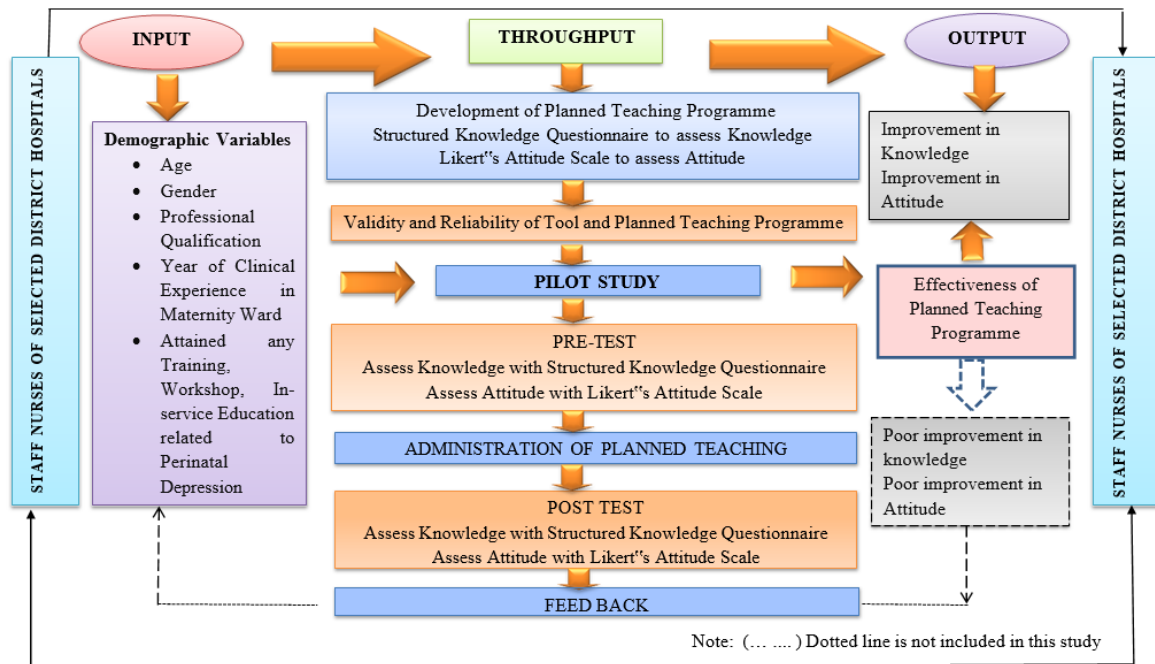 STAFF NURSES OF SEIECTED DISTRICT HOSPITALS
INPUT
Demographic Variables
• Age
• Gender
• Professional
Qualification
• Year of Clinical
Experience in
Maternity Ward
• Attained any
Training,
Workshop, In-
service Education
related to
Perinatal
Depression
THROUGHPUT
Development of Planned Teaching Programme
Structured Knowledge Questionnaire to assess Knowledge
Likert‟s Attitude Scale to assess Attitude
Validity and Reliability of Tool and Planned Teaching Programme
PILOT STUDY
PRE-TEST
Assess Knowledge with Structured Knowledge Questionnaire
Assess Attitude with Likert‟s Attitude Scale
ADMINISTRATION OF PLANNED TEACHING
POST TEST
Assess Knowledge with Structured Knowledge Questionnaire
Assess Attitude with Likert‟s Attitude Scale
FEED BACK
OUTPUT
Improvement in
Knowledge
Improvement in
Attitude
Effectiveness of
Planned Teaching
Programme
Poor improvement in
knowledge
Poor improvement in
Attitude
STAFF NURSES OF SELECTED DISTRICT HOSPITALS
Note: (... .... ) Dotted line is not included in this study